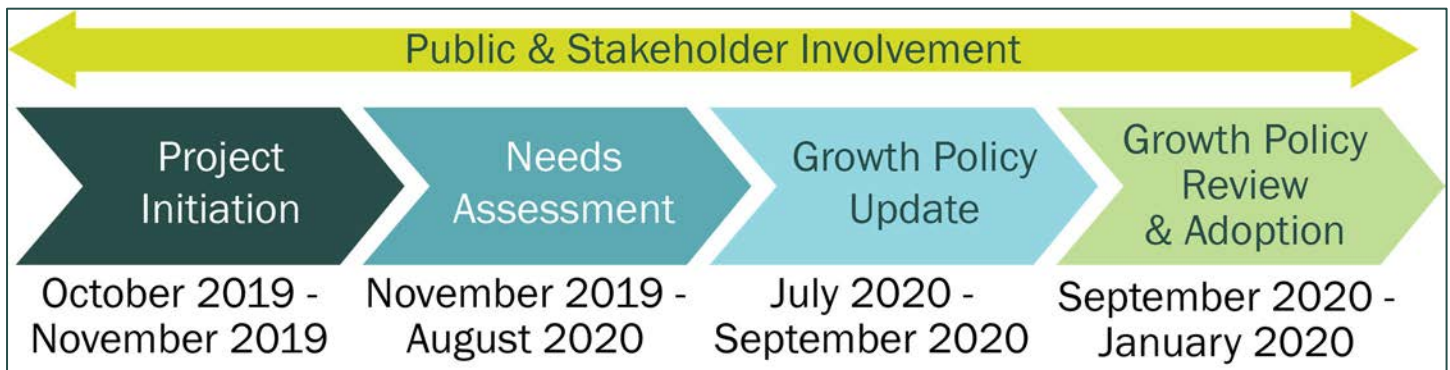 Public & Stakeholder Involvement
Project
Initiation
October 2019 -
November 2019
Needs
Assessment
November 2019 -
August 2020
Growth Policy
Update
July 2020 -
September 2020
Growth Policy
Review
& Adoption
September 2020 -
January 2020